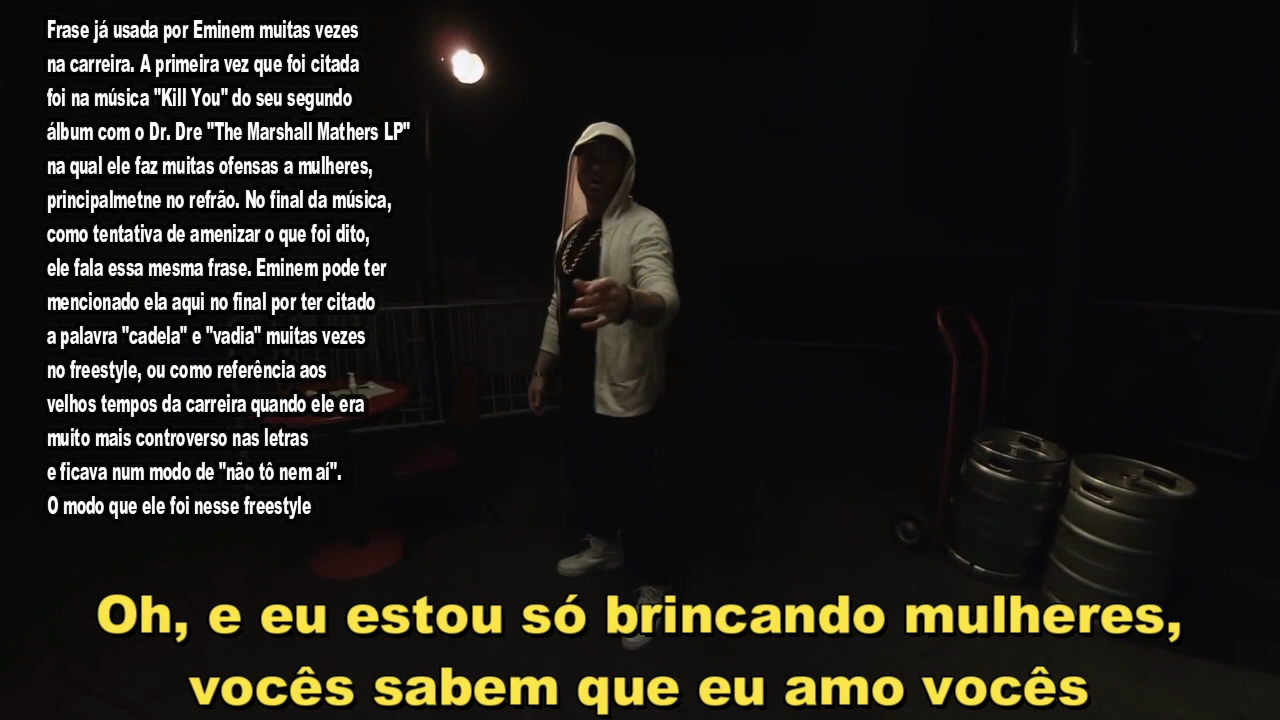 Frase já usada por Eminem muitas vezes
na carreira. A primeira vez que foi citada
foi na música "Kill You" do seu segundo
álbum com o Dr. Dre "The Marshall Mathers LP"
na qual ele faz muitas ofensas a mulheres,
principalmetne no refrão. No final da música,
como tentativa de amenizar o que foi dito,
ele fala essa mesma frase. Eminem pode ter
mencionado ela aqui no final por ter citado
a palavra "cadela" e "vadia" muitas vezes
no freestyle, ou como referência aos
velhos tempos da carreira quando ele era
muito mais controverso nas letras
e ficava num modo de "não tô nem aí".
O modo que ele foi nesse freestyle
Oh, e eu estou só brincando mulheres,
vocês sabem que eu amo vocês